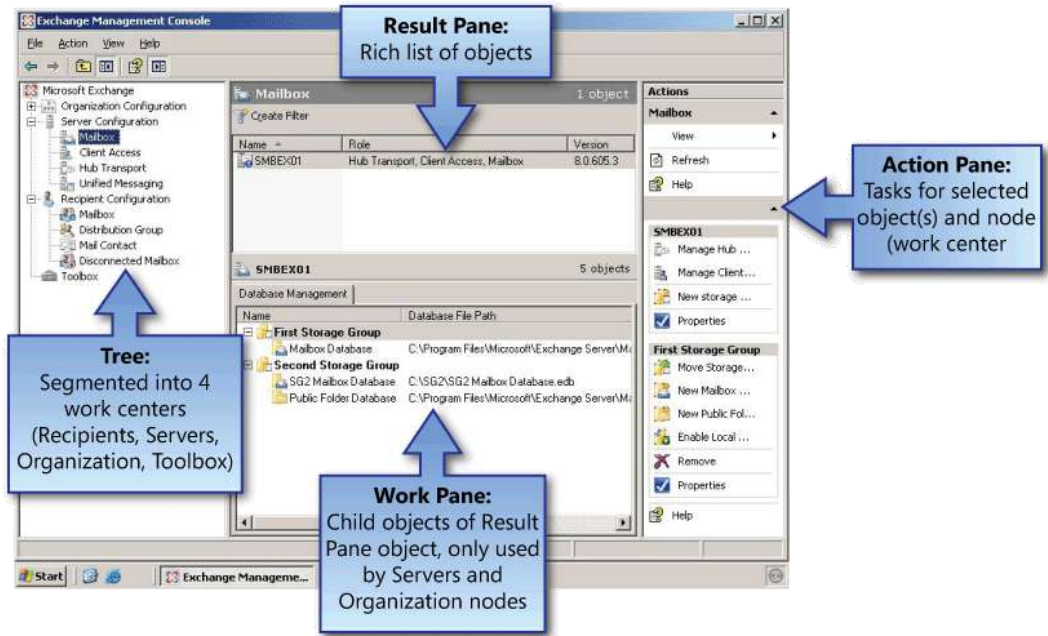 Exchange Management Console
File Action View Help
Microsoft Exchange
Organization Configuration
Server Configuration
Mailbox
Client Access
Hub Transport
Unified Messaging
Recipient Configuration
Mailbox
Distribution Group
Mail Contact
Disconnected Mailbox
Toolbox
Tree:
Segmented into 4
work centers
(Recipients, Servers,
Organization, Toolbox)
Result Pane:
Rich list of objects
Mailbox 1 object
Create Filter
Name Role Version
SMBEX01 Hub Transport, Client Access, Mailbox 8.0.605.3
SMBEX01 5 objects
Database Management
Name Database File Path
First Storage Group
Mailbox Database C:\Program Files\Microsoft\Exchange Server\Ma
Second Storage Group
SG2 Mailbox Database C:\SG2\SG2 Mailbox Database.edb
Public Folder Database C:\Program Files\Microsoft\Exchange Server\Ma
Work Pane:
Child objects of Result
Pane object, only used
by Servers and
Organization nodes
Actions
Mailbox
View
Refresh
Help
SMBEX01
Manage Hub ...
Manage Client...
New storage ...
Properties
First Storage Group
Move Storage...
New Mailbox ...
New Public Fol...
Enable Local ...
Remove
Properties
Help
Action Pane:
Tasks for selected
object(s) and node
(work center
Start
Exchange Manageme...